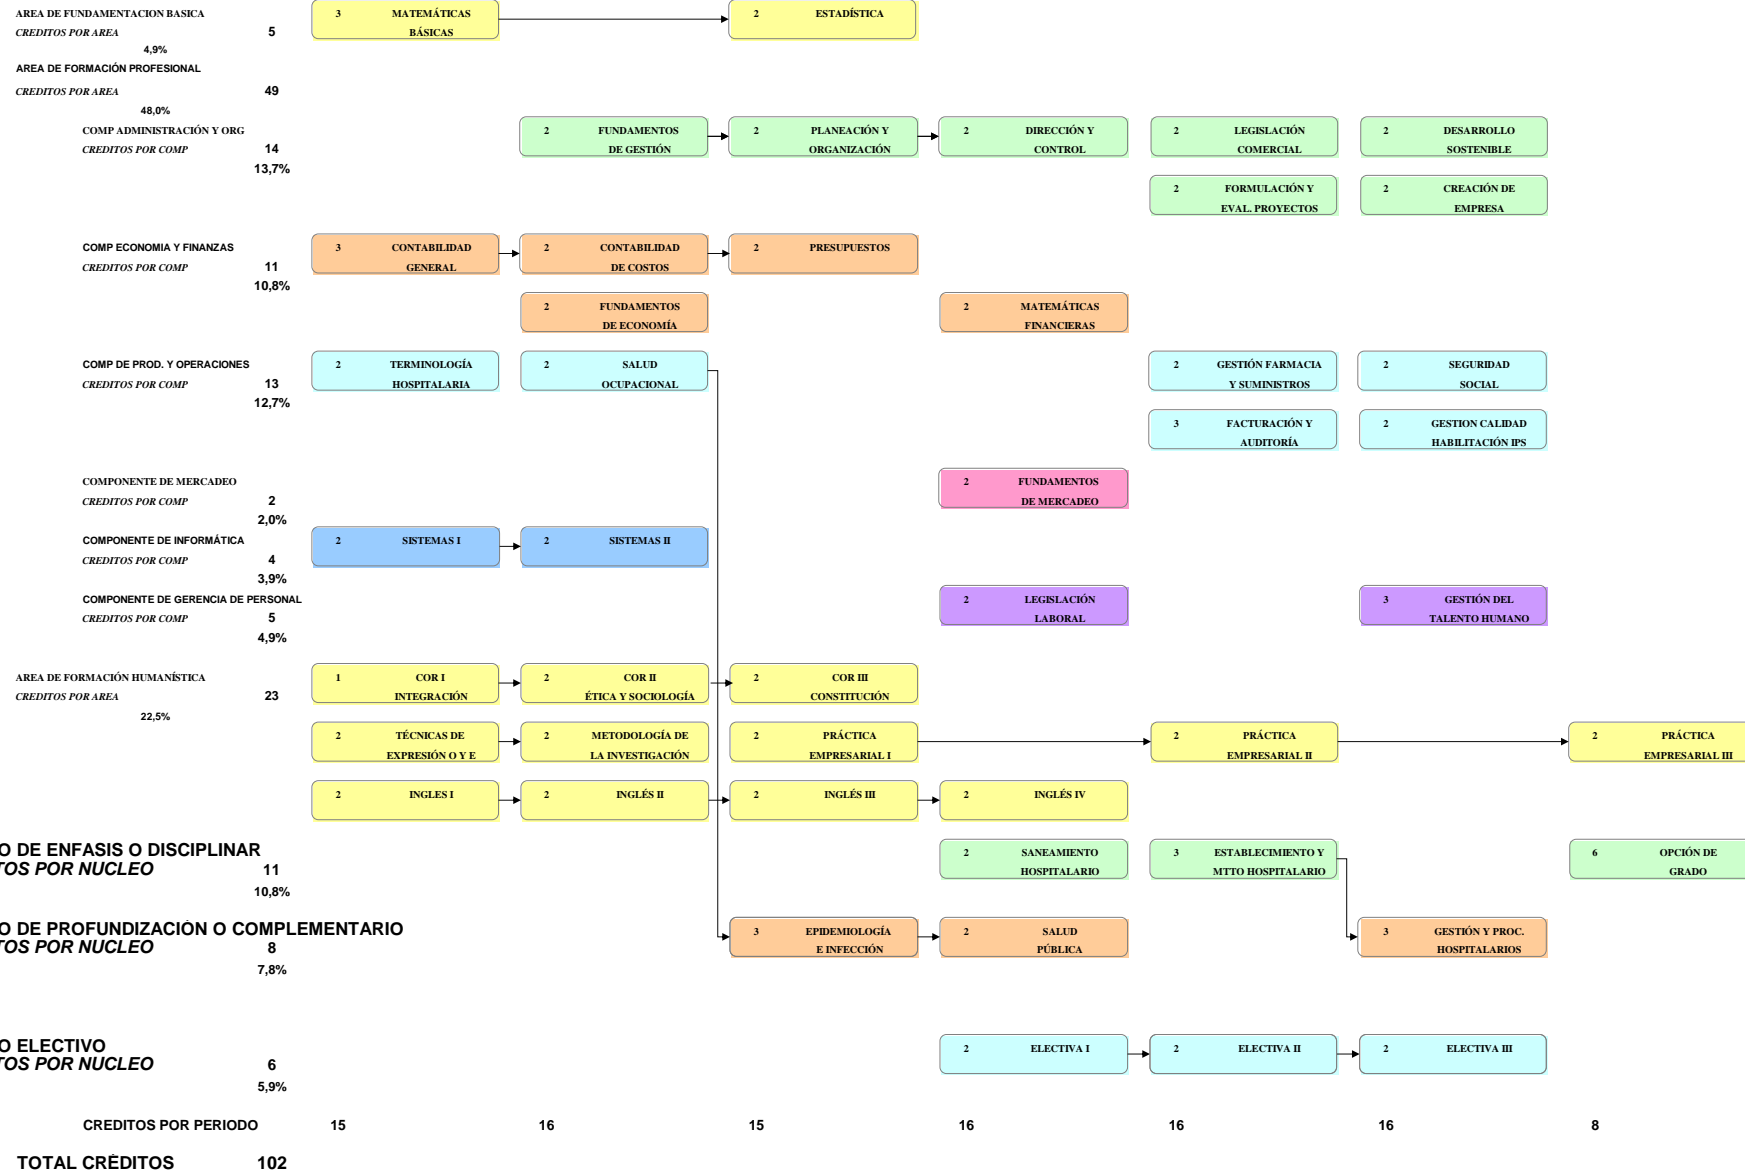 AREA DE FUNDAMENTACION BASICA
CREDITOS POR AREA 5
4,9%
3 MATEMÁTICAS
BÁSICAS
2 ESTADÍSTICA
AREA DE FORMACIÓN PROFESIONAL
CREDITOS POR AREA 49
48,0%
COMP ADMINISTRACIÓN Y ORG
CREDITOS POR COMP 14
13,7%
2 FUNDAMENTOS
DE GESTIÓN
2 PLANEACIÓN Y
ORGANIZACIÓN
2 DIRECCIÓN Y
CONTROL
2 LEGISLACIÓN
COMERCIAL
2 DESARROLLO
SOSTENIBLE
2 FORMULACIÓN Y
EVAL. PROYECTOS
2 CREACIÓN DE
EMPRESA
COMP ECONOMIA Y FINANZAS
CREDITOS POR COMP 11
10,8%
3 CONTABILIDAD
GENERAL
2 CONTABILIDAD
DE COSTOS
2 PRESUPUESTOS
2 FUNDAMENTOS
DE ECONOMÍA
2 MATEMÁTICAS
FINANCIERAS
COMP DE PROD. Y OPERACIONES
CREDITOS POR COMP 13
12,7%
2 TERMINOLOGÍA
HOSPITALARIA
2 SALUD
OCUPACIONAL
2 GESTIÓN FARMACIA
Y SUMINISTROS
2 SEGURIDAD
SOCIAL
3 FACTURACIÓN Y
AUDITORÍA
2 GESTION CALIDAD
HABILITACIÓN IPS
COMPONENTE DE MERCADEO
CREDITOS POR COMP 2
2,0%
2 FUNDAMENTOS
DE MERCADEO
COMPONENTE DE INFORMÁTICA
CREDITOS POR COMP 4
3,9%
2 SISTEMAS I
2 SISTEMAS II
COMPONENTE DE GERENCIA DE PERSONAL
CREDITOS POR COMP 5
4,9%
2 LEGISLACIÓN
LABORAL
3 GESTIÓN DEL
TALENTO HUMANO
AREA DE FORMACIÓN HUMANÍSTICA
CREDITOS POR AREA 23
22,5%
1 COR I
INTEGRACIÓN
2 COR II
ÉTICA Y SOCIOLOGÍA
2 COR III
CONSTITUCIÓN
2 TÉCNICAS DE
EXPRESIÓN O Y E
2 METODOLOGÍA DE
LA INVESTIGACIÓN
2 PRÁCTICA
EMPRESARIAL I
2 PRÁCTICA
EMPRESARIAL II
2 PRÁCTICA
EMPRESARIAL III
2 INGLES I
2 INGLÉS II
2 INGLÉS III
2 INGLÉS IV
O DE ENFASIS O DISCIPLINAR
TOS POR NUCLEO 11
10,8%
2 SANEAMIENTO
HOSPITALARIO
3 ESTABLECIMIENTO Y
MTTO HOSPITALARIO
6 OPCIÓN DE
GRADO
O DE PROFUNDIZACIÓN O COMPLEMENTARIO
TOS POR NUCLEO 8
7,8%
3 EPIDEMIOLOGÍA
E INFECCIÓN
2 SALUD
PÚBLICA
3 GESTIÓN Y PROC.
HOSPITALARIOS
O ELECTIVO
TOS POR NUCLEO 6
5,9%
2 ELECTIVA I
2 ELECTIVA II
2 ELECTIVA III
CREDITOS POR PERIODO 15 16 15 16 16 16 8
TOTAL CRÉDITOS 102